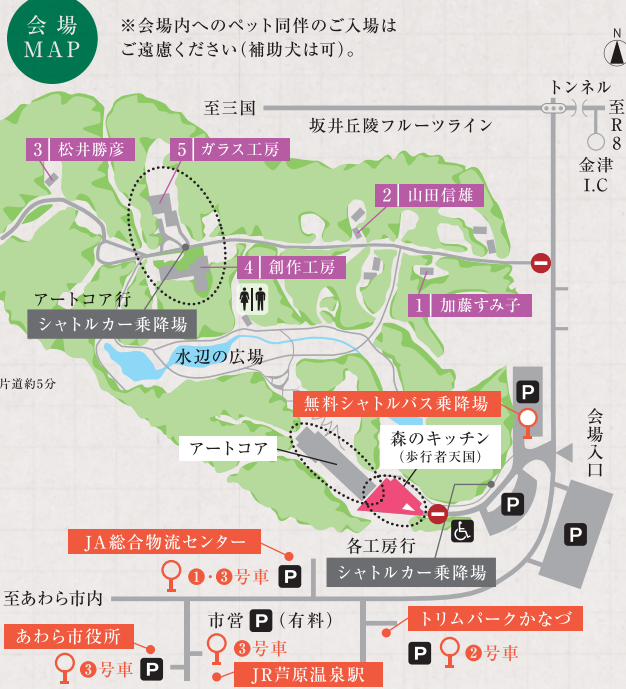 会場
MAP
※会場内へのペット同伴のご入場は
ご遠慮ください（補助犬は可）。
N
トンネル
至三国
至R8
坂井丘陵フルーツライン
金津
I.C
3 松井勝彦
5 ガラス工房
2 山田信雄
4 創作工房
1 加藤すみ子
アートコア行
シャトルカー乗降場
水辺の広場
片道約5分
P
無料シャトルバス乗降場
会場入口
アートコア
森のキッチン
（歩行者天国）
P
P
各工房行
シャトルカー乗降場
JA総合物流センター
❶・❸号車 P
至あわら市内
市営 P（有料）
❸号車
トリムパークかなづ
P ❷号車
あわら市役所
❸号車 P
JR芦原温泉駅